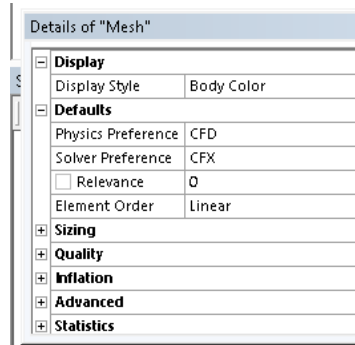 Details of "Mesh"
Display
Display Style Body Color
Defaults
Physics Preference CFD
Solver Preference CFX
Relevance 0
Element Order Linear
Sizing
Quality
Inflation
Advanced
Statistics